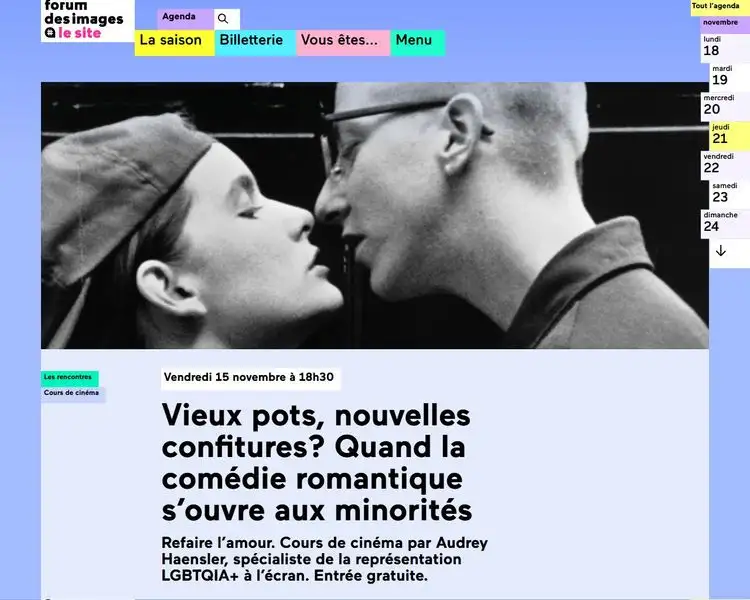 forum
des images
le site
Agenda
La saison
Billetterie
Vous êtes...
Menu
Tout l'agenda
novembre
lundi
18
mardi
19
mercredi
20
jeudi
21
vendredi
22
samedi
23
dimanche
24
Les rencontres
Cours de cinéma
Vendredi 15 novembre à 18h30
Vieux pots, nouvelles
confitures? Quand la
comédie romantique
s'ouvre aux minorités
Refaire l'amour. Cours de cinéma par Audrey
Haensler, spécialiste de la représentation
LGBTQIA+ à l'écran. Entrée gratuite.